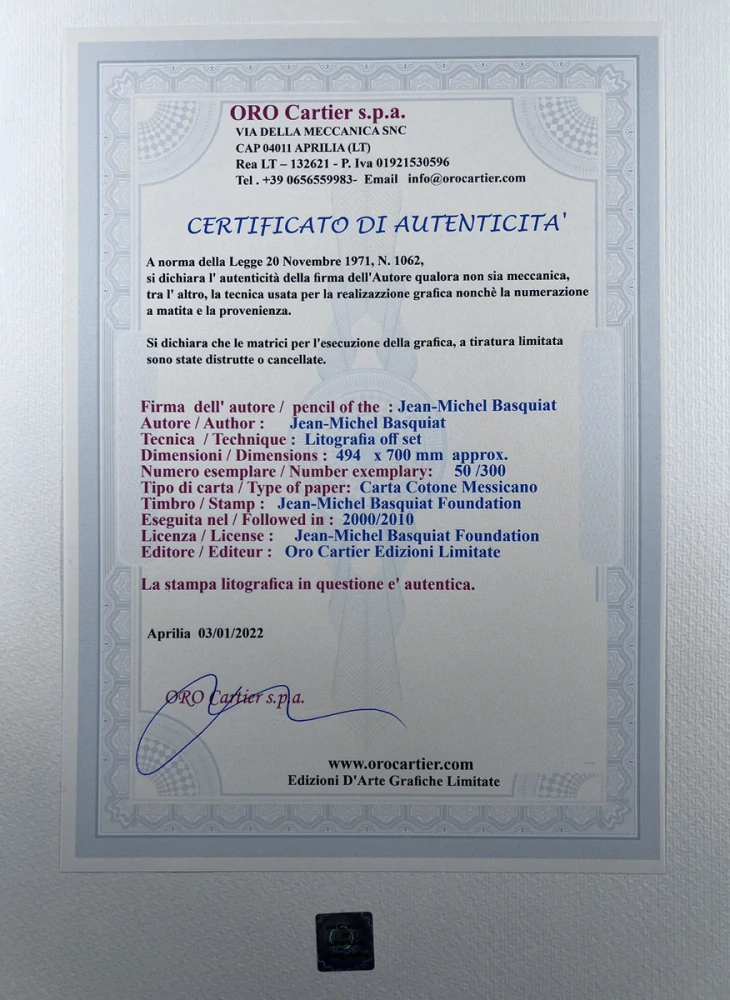 ORO Cartier s.p.a.
VIA DELLA MECCANICA SNC
CAP 04011 APRILIA (LT)
Rea LT – 132621 - P. Iva 01921530596
Tel . +39 0656559983- Email info@orocartier.com
CERTIFICATO DI AUTENTICITA'
A norma della Legge 20 Novembre 1971, N. 1062,
si dichiara l' autenticità della firma dell'Autore qualora non sia meccanica,
tra l' altro, la tecnica usata per la realizazzione grafica nonchè la numerazione
a matita e la provenienza.
Si dichiara che le matrici per l'esecuzione della grafica, a tiratura limitata
sono state distrutte o cancellate.
Firma dell' autore / pencil of the : Jean-Michel Basquiat
Autore / Author : Jean-Michel Basquiat
Tecnica / Technique : Litografia off set
Dimensioni / Dimensions : 494 x 700 mm approx.
Numero esemplare / Number exemplary: 50 /300
Tipo di carta / Type of paper: Carta Cotone Messicano
Timbro / Stamp : Jean-Michel Basquiat Foundation
Eseguita nel / Followed in : 2000/2010
Licenza / License : Jean-Michel Basquiat Foundation
Editore / Editeur : Oro Cartier Edizioni Limitate
La stampa litografica in questione e' autentica.
Aprilia 03/01/2022
ORO Cartier s.p.a.
www.orocartier.com
Edizioni D'Arte Grafiche Limitate